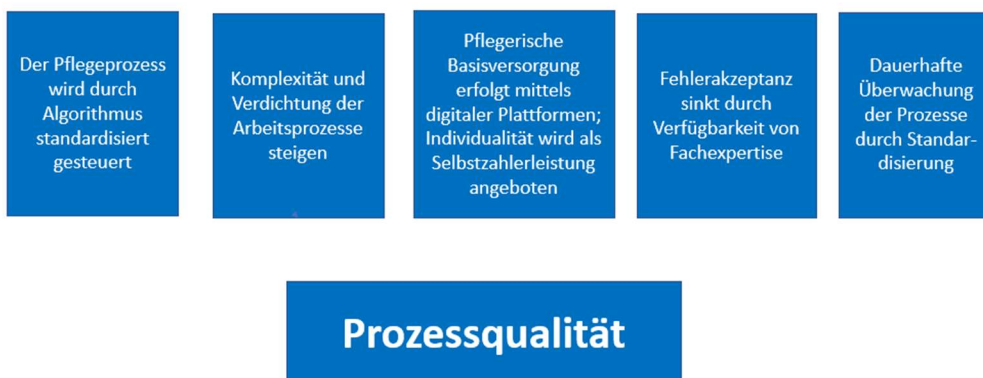 Der Pflegeprozess
wird durch
Algorithmus
standardisiert
gesteuert
Komplexität und
Verdichtung der
Arbeitsprozesse
steigen
Pflegerische
Basisversorgung
erfolgt mittels
digitaler Plattformen;
Individualität wird als
Selbstzahlerleistung
angeboten
Fehlerakzeptanz
sinkt durch
Verfügbarkeit von
Fachexpertise
Dauerhafte
Überwachung
der Prozesse
durch Standar-
disierung
Prozessqualität